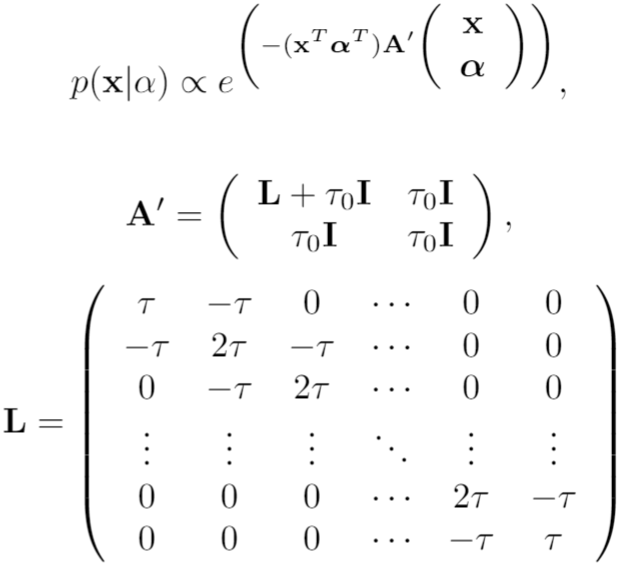 p(𝐱|α) ∝ e^{(−(𝐱^T 𝜶^T)𝐀′(𝐱 𝜶))},
𝐀′ = ( 𝐋 + τ₀𝐈 τ₀𝐈
τ₀𝐈 τ₀𝐈 ),
𝐋 = ( τ −τ 0 ⋯ 0 0
−τ 2τ −τ ⋯ 0 0
0 −τ 2τ ⋯ 0 0
⋮ ⋮ ⋮ ⋱ ⋮ ⋮
0 0 0 ⋯ 2τ −τ
0 0 0 ⋯ −τ τ )